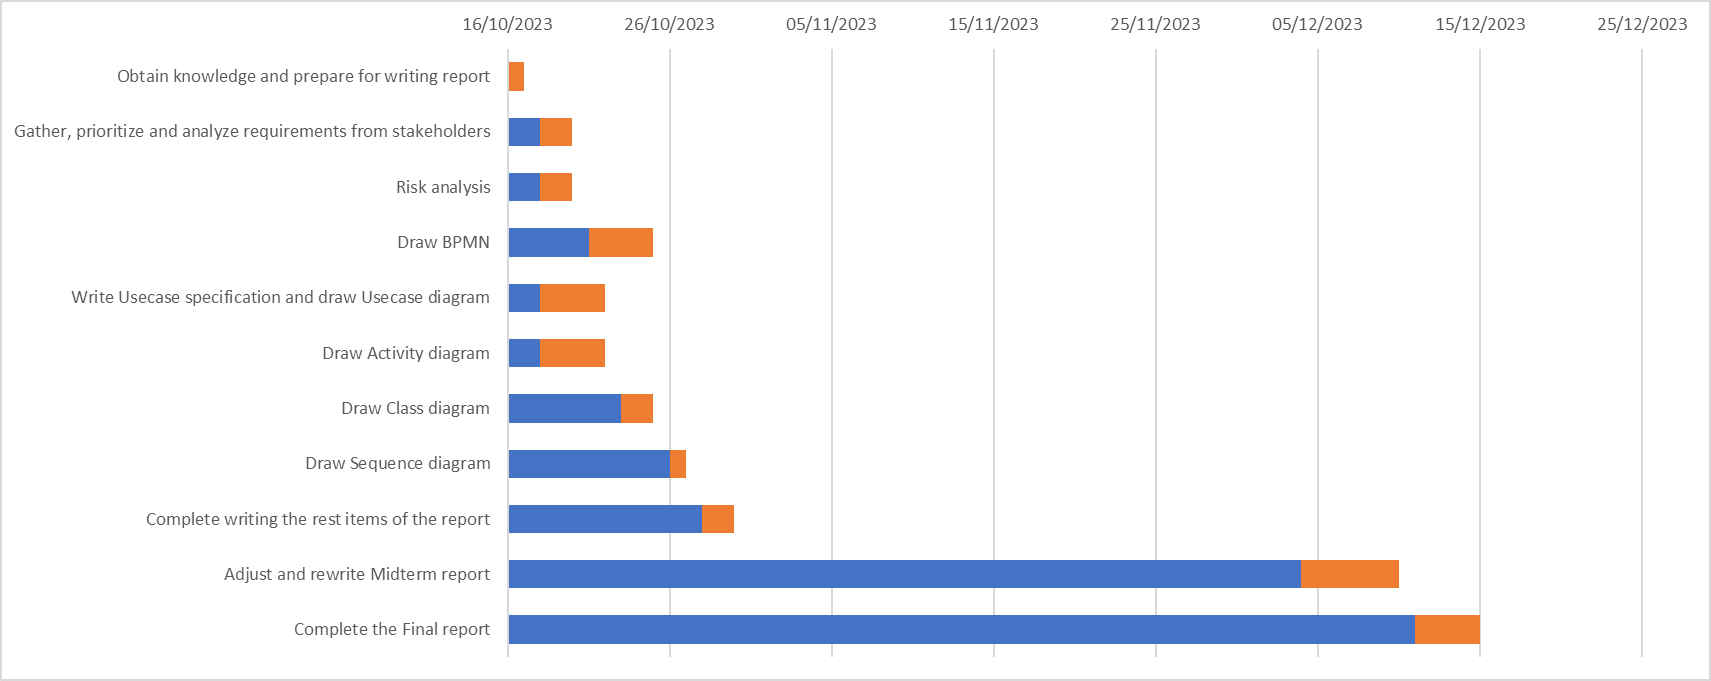 16/10/2023 26/10/2023 05/11/2023 15/11/2023 25/11/2023 05/12/2023 15/12/2023 25/12/2023
Obtain knowledge and prepare for writing report
Gather, prioritize and analyze requirements from stakeholders
Risk analysis
Draw BPMN
Write Usecase specification and draw Usecase diagram
Draw Activity diagram
Draw Class diagram
Draw Sequence diagram
Complete writing the rest items of the report
Adjust and rewrite Midterm report
Complete the Final report